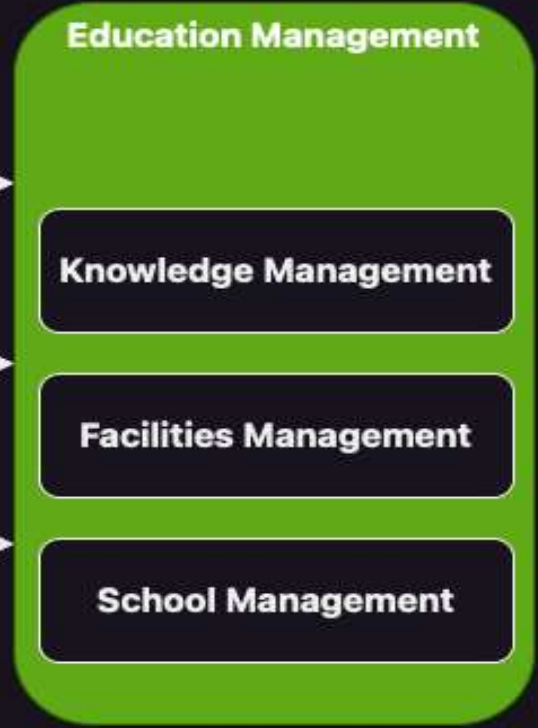 Education Management
Knowledge Management
Facilities Management
School Management